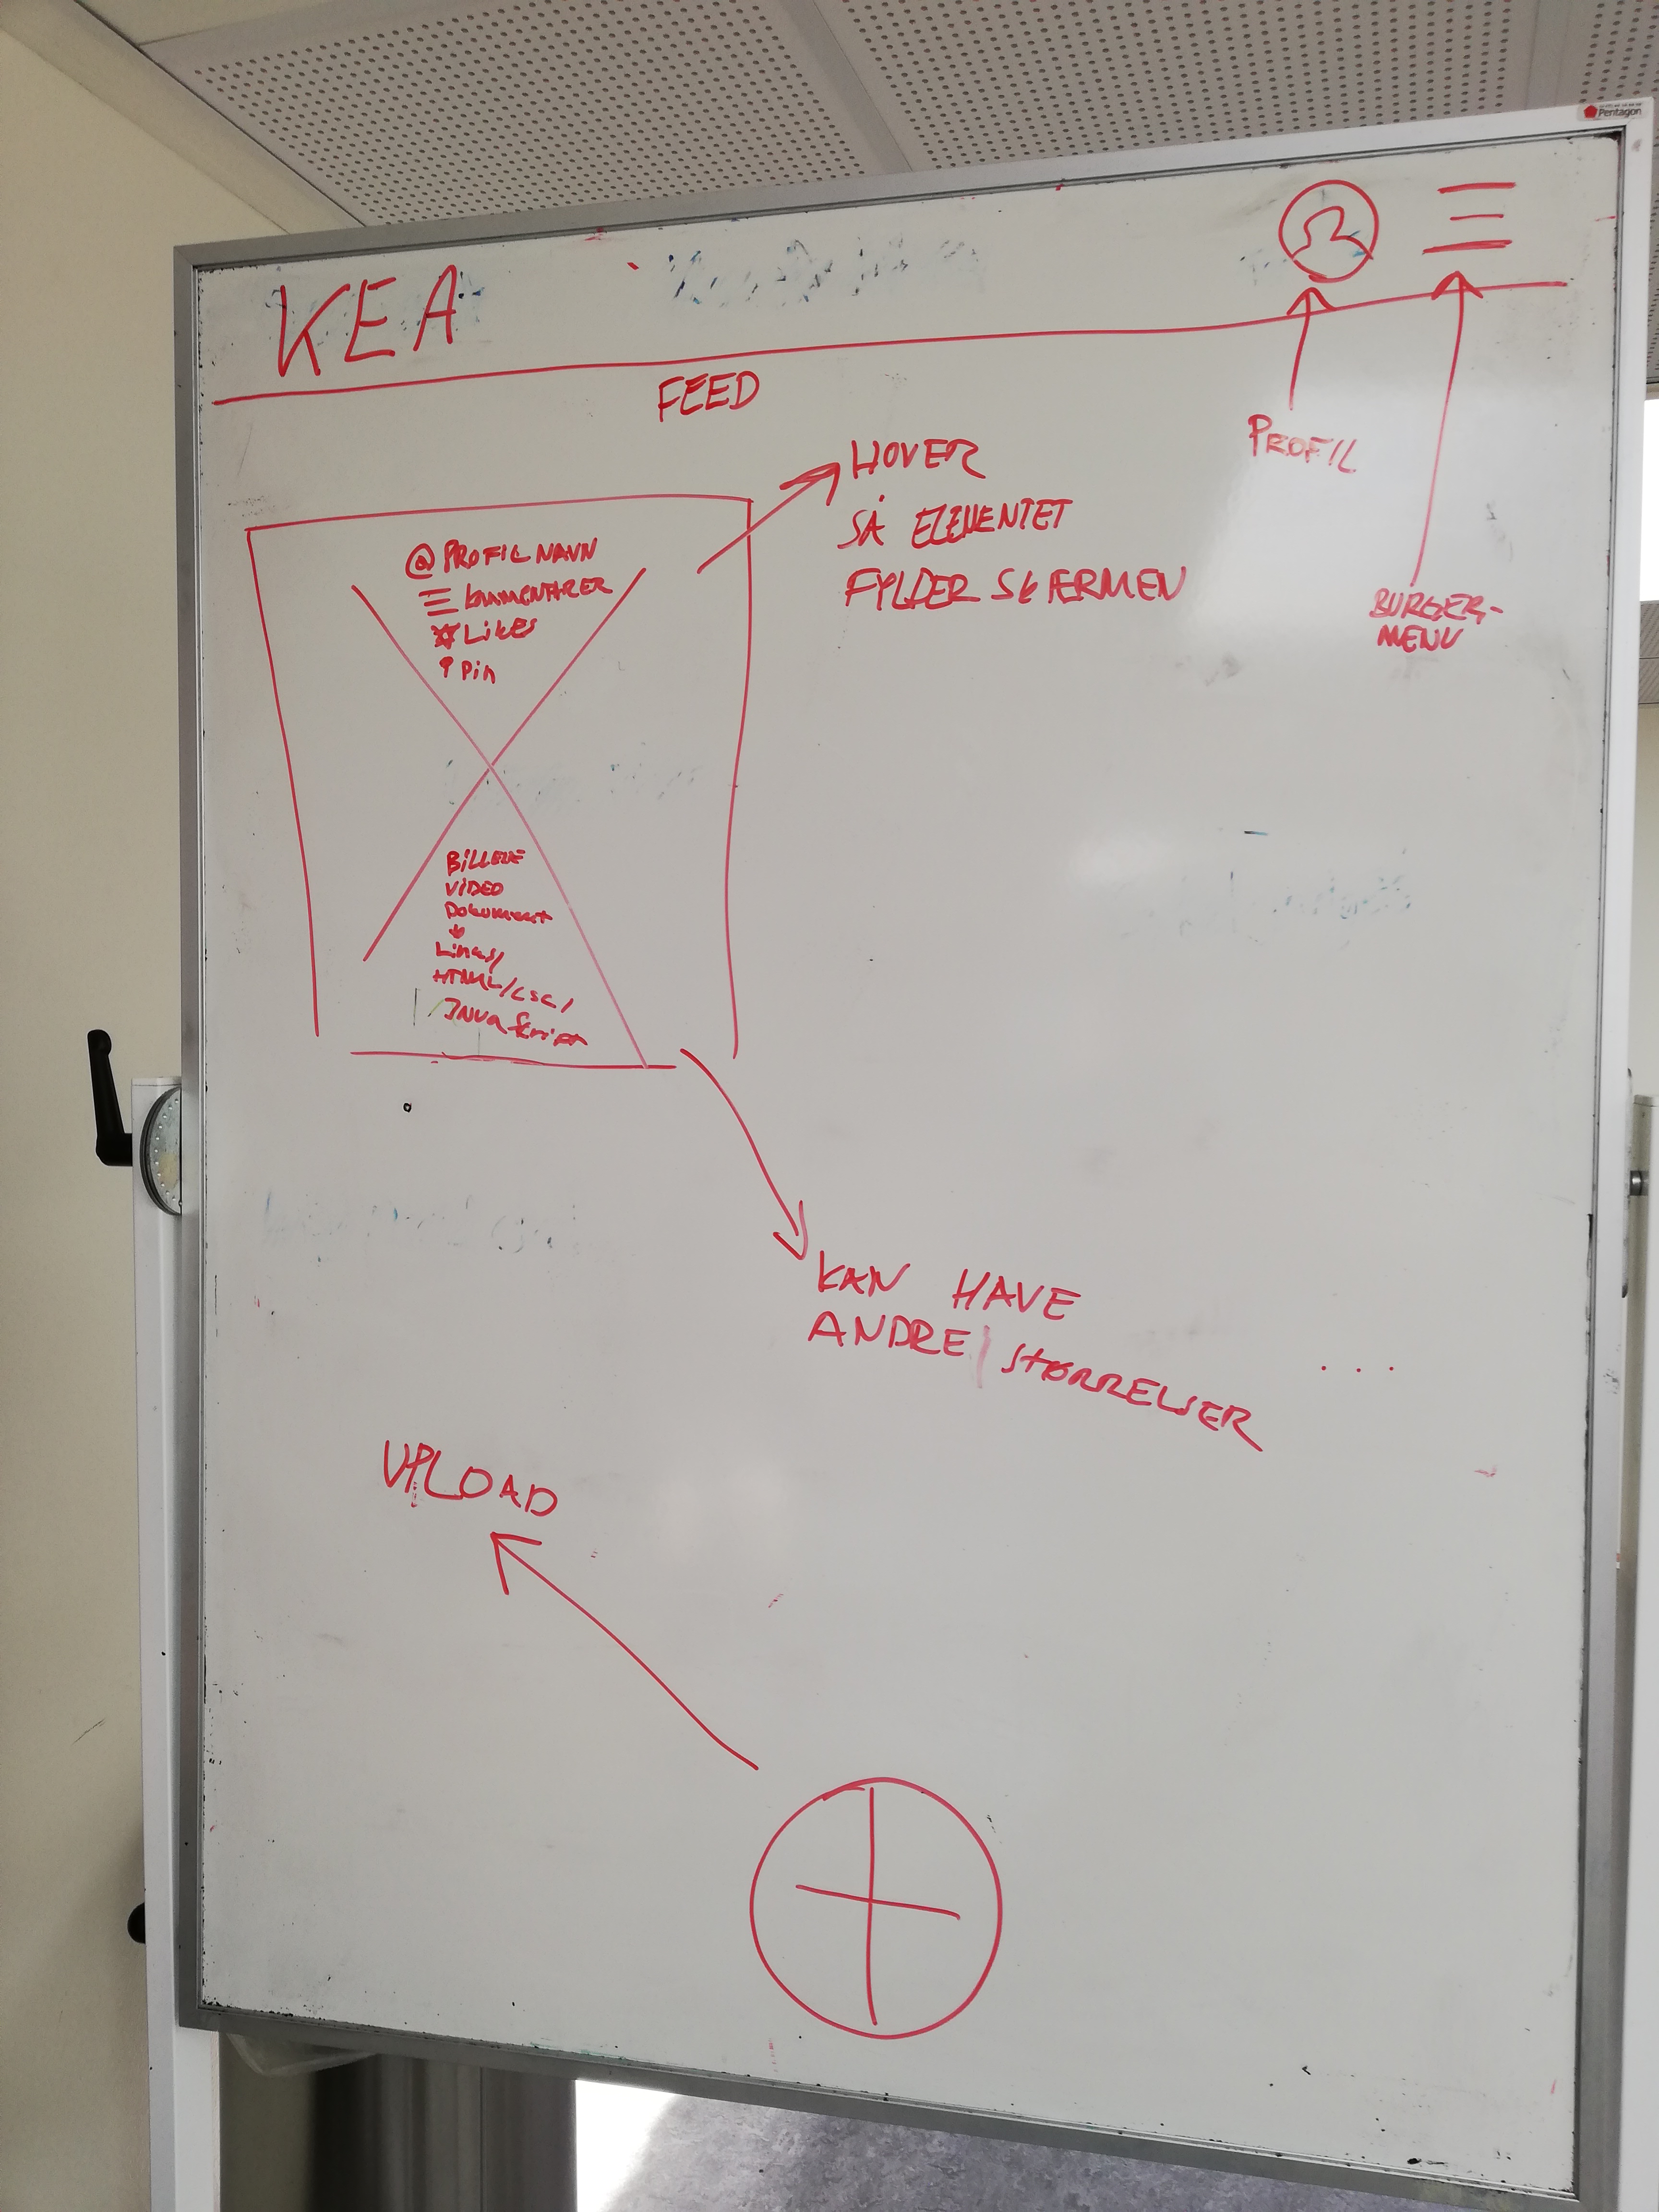 Pentagon
KEA
FEED
PROFIL
BURGER-
MENU
HOVER
SÅ ELEMENTET
FYLDER SKÆRMEN
@ PROFILNAVN
KOMMENTARER
Likes
Pin
BILLEDE
VIDEO
Dokument
Links/
HTML/CSS/
JavaScript
KAN HAVE
ANDRE STØRRELSER
...
UPLOAD